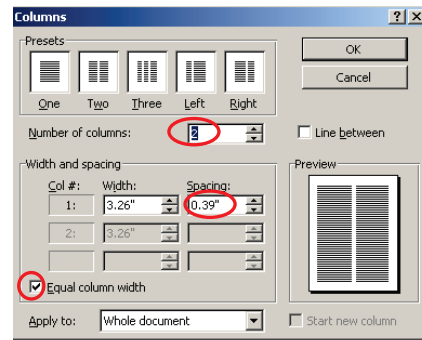 Columns
Presets
OK
Cancel
One Two Three Left Right
Number of columns: 2
Line between
Width and spacing
Preview
Col #: Width: Spacing:
1: 3.26" 0.39"
2: 3.26"
Equal column width
Apply to: Whole document
Start new column